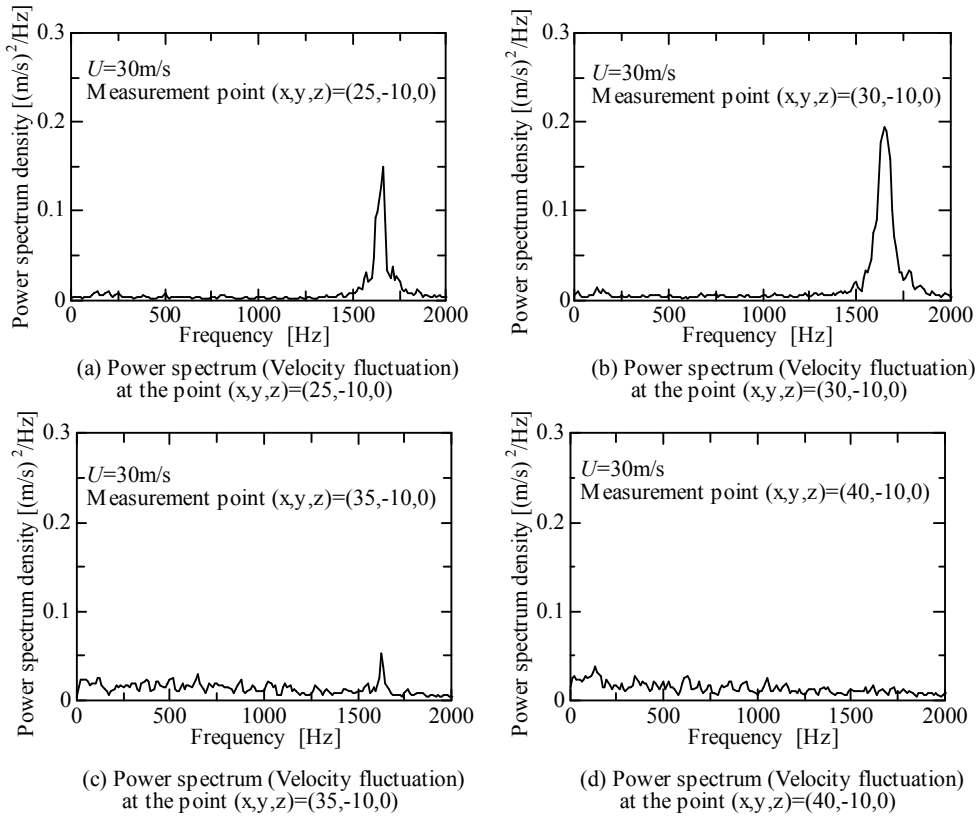 Power spectrum density [(m/s)²/Hz]
0.3
0.2
0.1
0
U=30m/s
Measurement point (x,y,z)=(25,-10,0)
0 500 1000 1500 2000
Frequency [Hz]
(a) Power spectrum (Velocity fluctuation)
at the point (x,y,z)=(25,-10,0)
Power spectrum density [(m/s)²/Hz]
0.3
0.2
0.1
0
U=30m/s
Measurement point (x,y,z)=(30,-10,0)
0 500 1000 1500 2000
Frequency [Hz]
(b) Power spectrum (Velocity fluctuation)
at the point (x,y,z)=(30,-10,0)
Power spectrum density [(m/s)²/Hz]
0.3
0.2
0.1
0
U=30m/s
Measurement point (x,y,z)=(35,-10,0)
0 500 1000 1500 2000
Frequency [Hz]
(c) Power spectrum (Velocity fluctuation)
at the point (x,y,z)=(35,-10,0)
Power spectrum density [(m/s)²/Hz]
0.3
0.2
0.1
0
U=30m/s
Measurement point (x,y,z)=(40,-10,0)
0 500 1000 1500 2000
Frequency [Hz]
(d) Power spectrum (Velocity fluctuation)
at the point (x,y,z)=(40,-10,0)